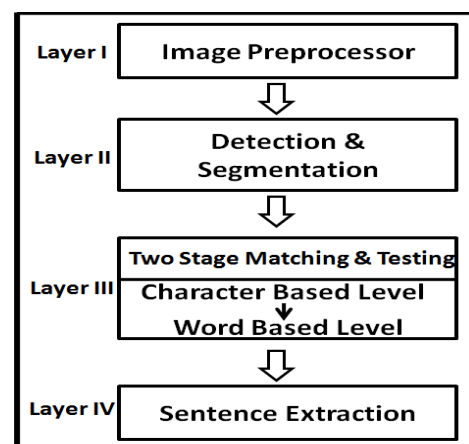 Layer I
Image Preprocessor
Layer II
Detection &
Segmentation
Layer III
Two Stage Matching & Testing
Character Based Level
Word Based Level
Layer IV
Sentence Extraction